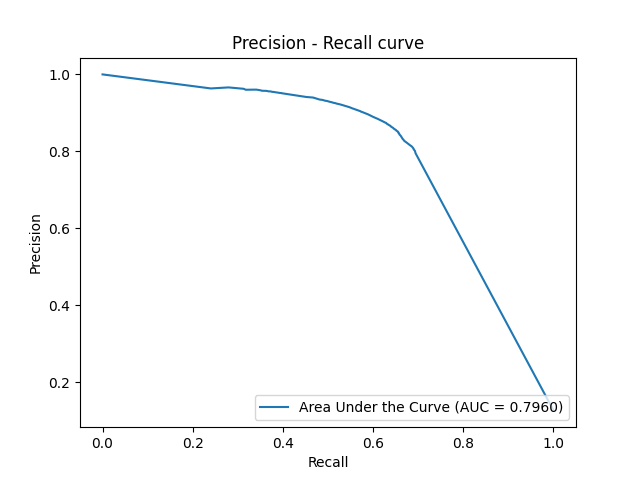 Precision - Recall curve
1.0
0.8
0.6
0.4
0.2
Precision
Area Under the Curve (AUC = 0.7960)
0.0 0.2 0.4 0.6 0.8 1.0
Recall